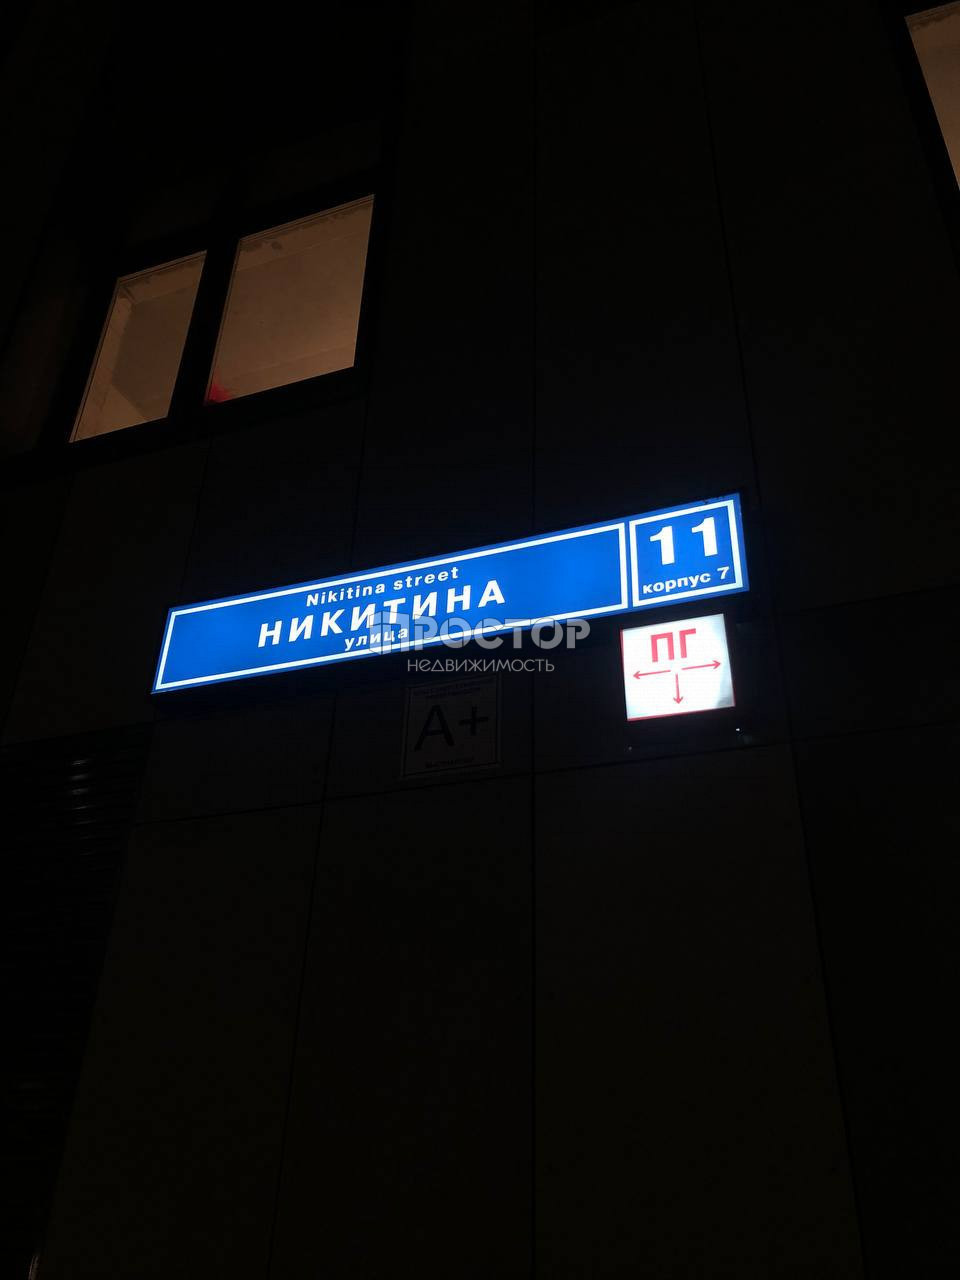 Nikitina street
НИКИТИНА
улица
11
корпус 7
ПРОСТОР
НЕДВИЖИМОСТЬ
ПГ
A+